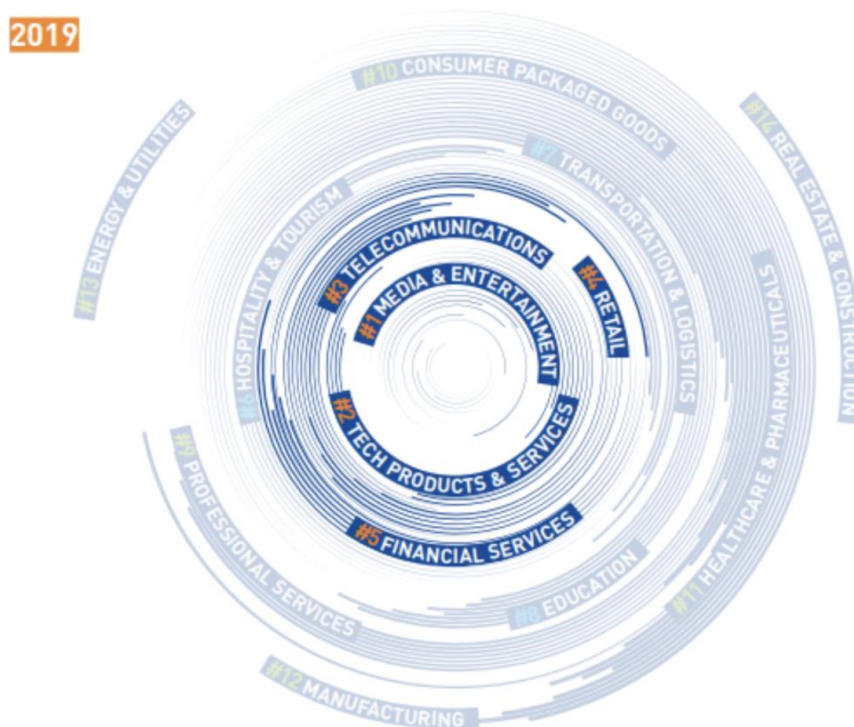 2019
#1 MEDIA & ENTERTAINMENT
#2 TECH PRODUCTS & SERVICES
#3 TELECOMMUNICATIONS
#4 RETAIL
#5 FINANCIAL SERVICES
#6 HOSPITALITY & TOURISM
#7 TRANSPORTATION & LOGISTICS
#8 EDUCATION
#9 PROFESSIONAL SERVICES
#10 CONSUMER PACKAGED GOODS
#11 HEALTHCARE & PHARMACEUTICALS
#12 MANUFACTURING
#13 ENERGY & UTILITIES
#14 REAL ESTATE & CONSTRUCTION